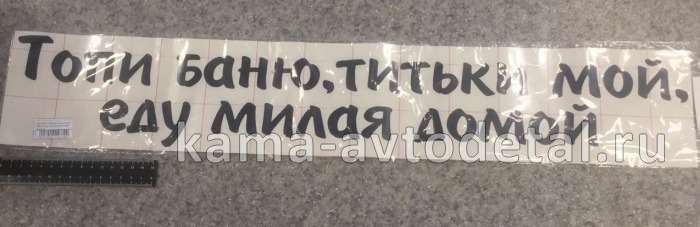 Топи баню, титьки мой,
еду милая домой
kama-avtodetal.ru